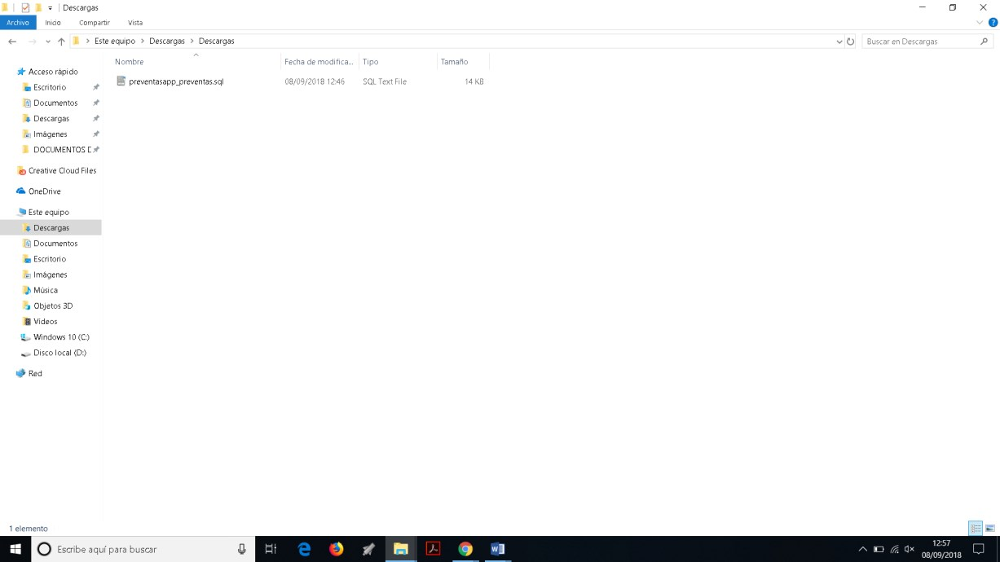 Descargas
Archivo Inicio Compartir Vista
Este equipo > Descargas > Descargas
Buscar en Descargas
Nombre Fecha de modifica... Tipo Tamaño
preventasapp_preventas.sql 08/09/2018 12:46 SQL Text File 14 KB
Acceso rápido
Escritorio
Documentos
Descargas
Imágenes
DOCUMENTOS D
Creative Cloud Files
OneDrive
Este equipo
Descargas
Documentos
Escritorio
Imágenes
Música
Objetos 3D
Vídeos
Windows 10 (C:)
Disco local (D:)
Red
1 elemento
Escribe aquí para buscar
12:57
08/09/2018